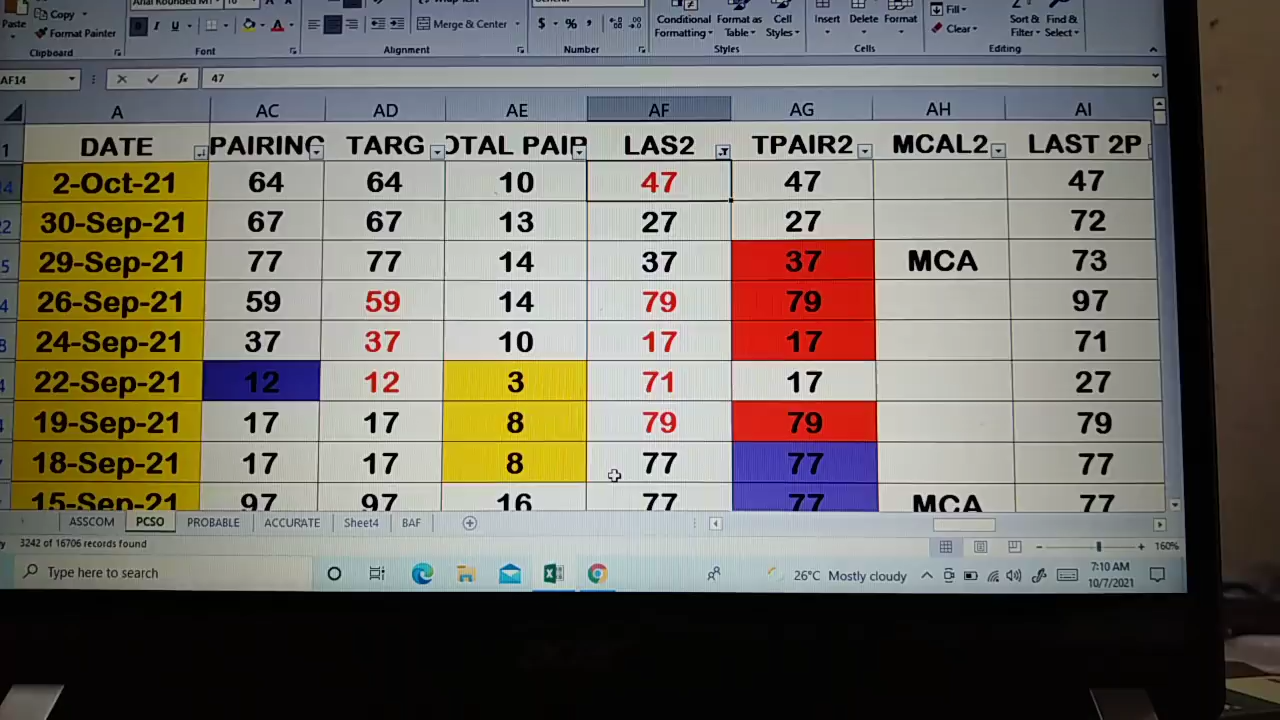 Copy
Paste
Format Painter
Merge & Center
$ % ,
Conditional Formatting
Format as Table
Cell Styles
Insert Delete Format
Fill
Clear
Sort & Filter
Find & Select
Clipboard Font Alignment Number Styles Cells Editing
AF14 fx 47
A AC AD AE AF AG AH AI
1 DATE PAIRING TARG OTAL PAIR LAS2 TPAIR2 MCAL2 LAST 2P
2-Oct-21 64 64 10 47 47 47
30-Sep-21 67 67 13 27 27 72
29-Sep-21 77 77 14 37 37 MCA 73
26-Sep-21 59 59 14 79 79 97
24-Sep-21 37 37 10 17 17 71
22-Sep-21 12 12 3 71 17 27
19-Sep-21 17 17 8 79 79 79
18-Sep-21 17 17 8 77 77 77
15-Sep-21 97 97 16 77 77 MCA 77
ASSCOM PCSO PROBABLE ACCURATE Sheet4 BAF
3242 of 16706 records found 160%
Type here to search 26°C Mostly cloudy 7:10 AM
10/7/2021